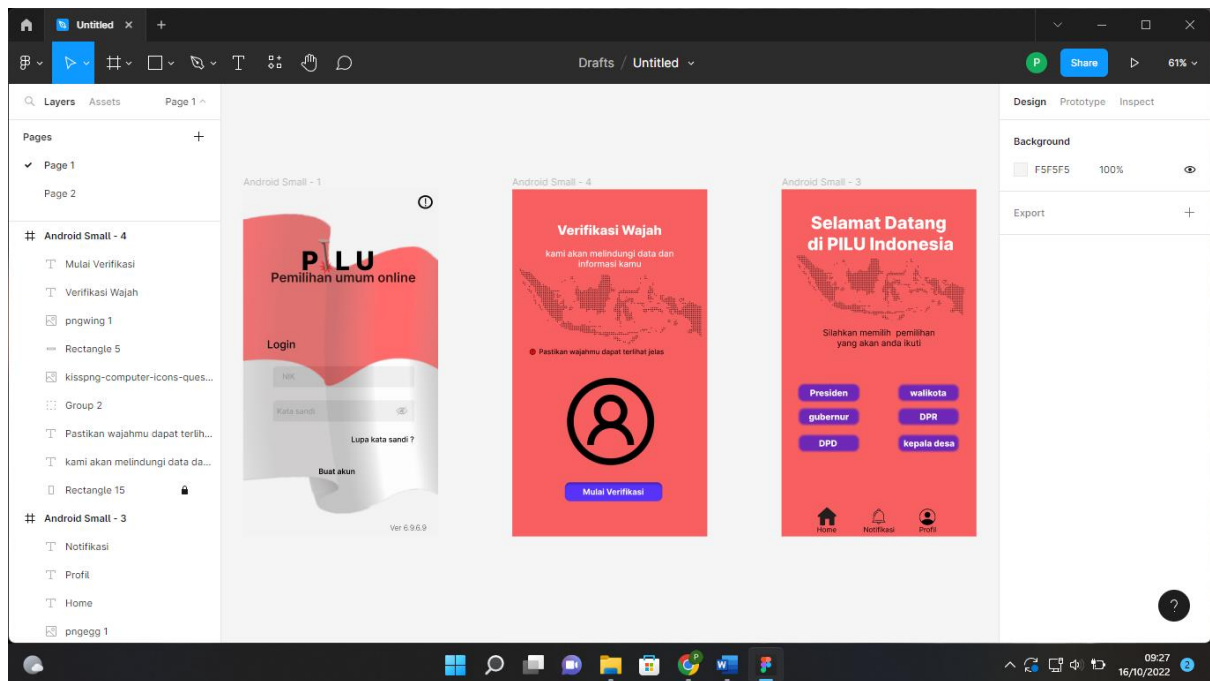 Untitled
Drafts / Untitled
P
Share
61%
Layers
Assets
Page 1
Pages
Page 1
Page 2
Android Small - 4
Mulai Verifikasi
Verifikasi Wajah
pngwing 1
Rectangle 5
kisspng-computer-icons-ques...
Group 2
Pastikan wajahmu dapat terlih...
kami akan melindungi data da...
Rectangle 15
Android Small - 3
Notifikasi
Profil
Home
pngegg 1
Android Small - 1
P LU
Pemilihan umum online
Login
NIK
Kata sandi
Lupa kata sandi ?
Buat akun
Ver 6.9.6.9
Android Small - 4
Verifikasi Wajah
kami akan melindungi data dan
informasi kamu
Pastikan wajahmu dapat terlihat jelas
Mulai Verifikasi
Android Small - 3
Selamat Datang
di PILU Indonesia
Silahkan memilih pemilihan
yang akan anda ikuti
Presiden
walikota
gubernur
DPR
DPD
kepala desa
Home
Notifikasi
Profil
Design
Prototype
Inspect
Background
F5F5F5
100%
Export
?
09:27
16/10/2022
2